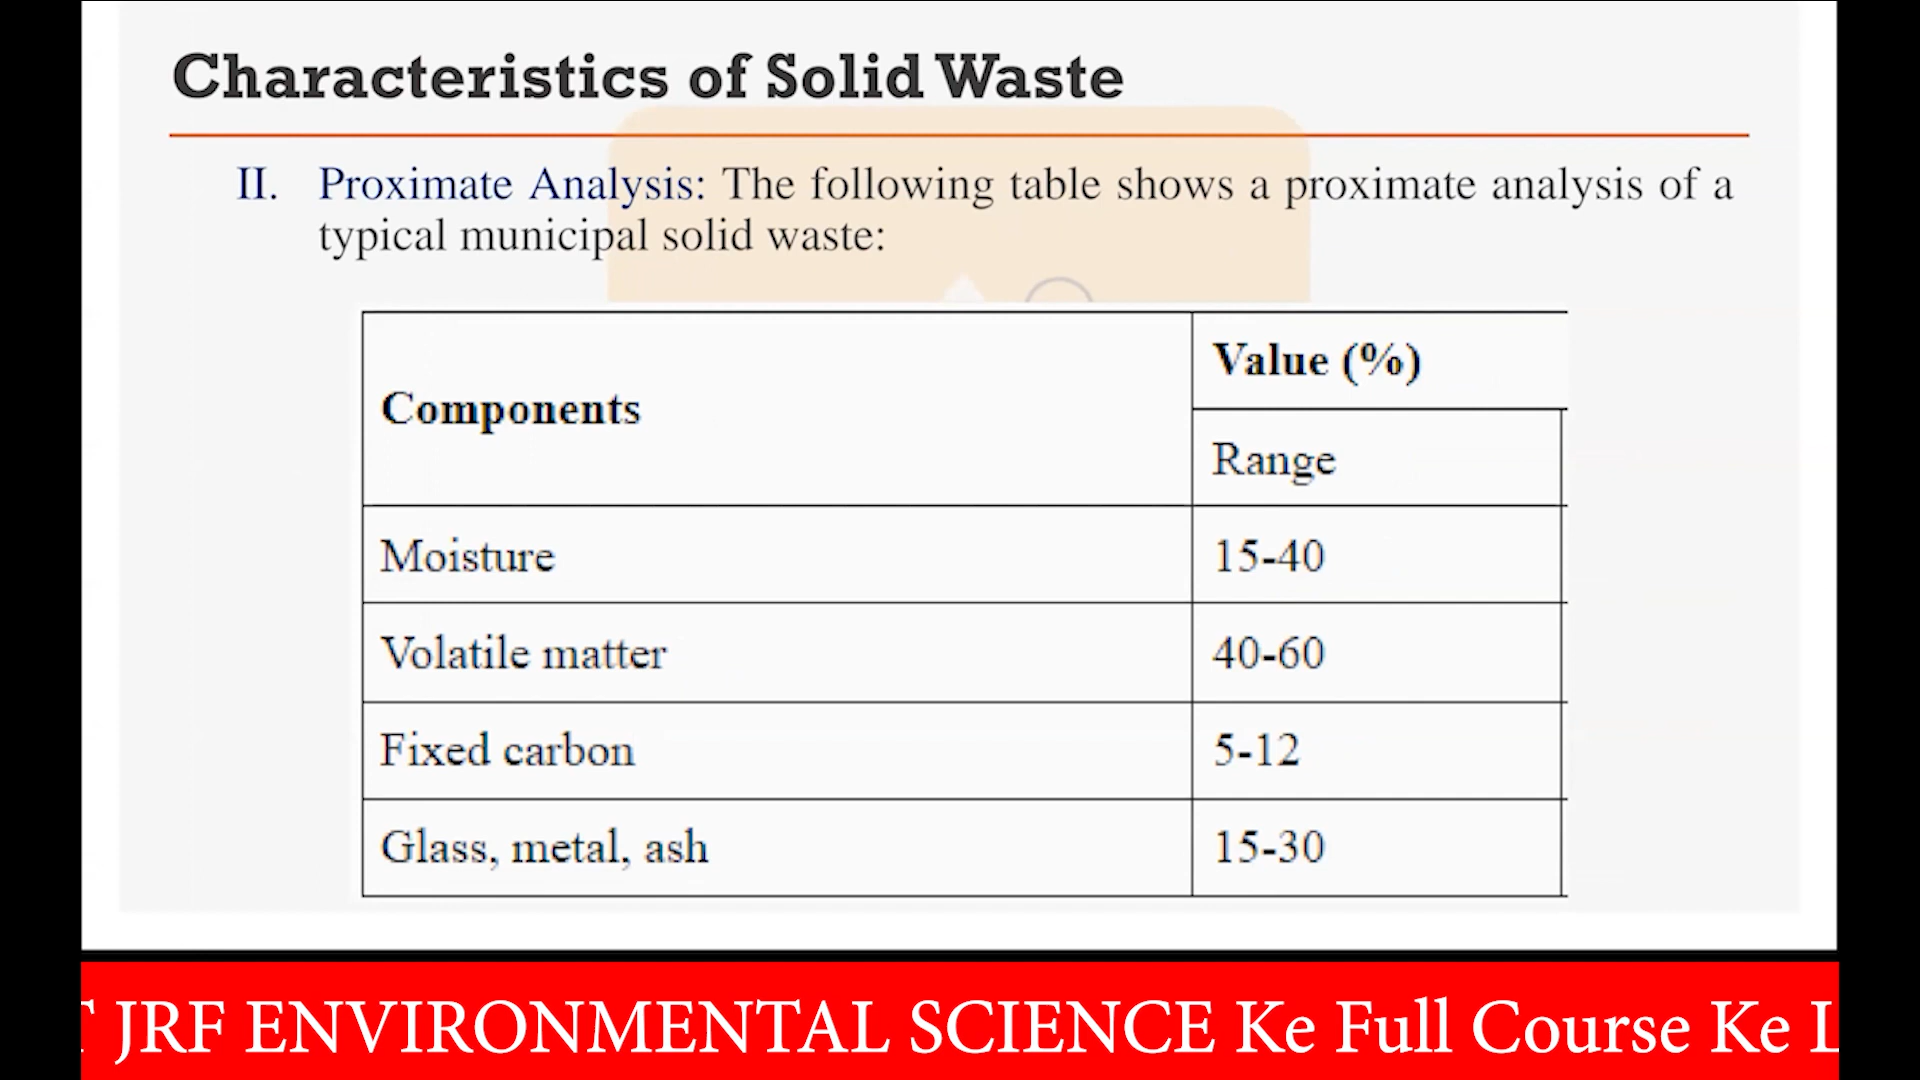 Characteristics of Solid Waste
II. Proximate Analysis: The following table shows a proximate analysis of a
typical municipal solid waste:
Components
Value (%)
Range
Moisture 15-40
Volatile matter 40-60
Fixed carbon 5-12
Glass, metal, ash 15-30
JRF ENVIRONMENTAL SCIENCE Ke Full Course Ke